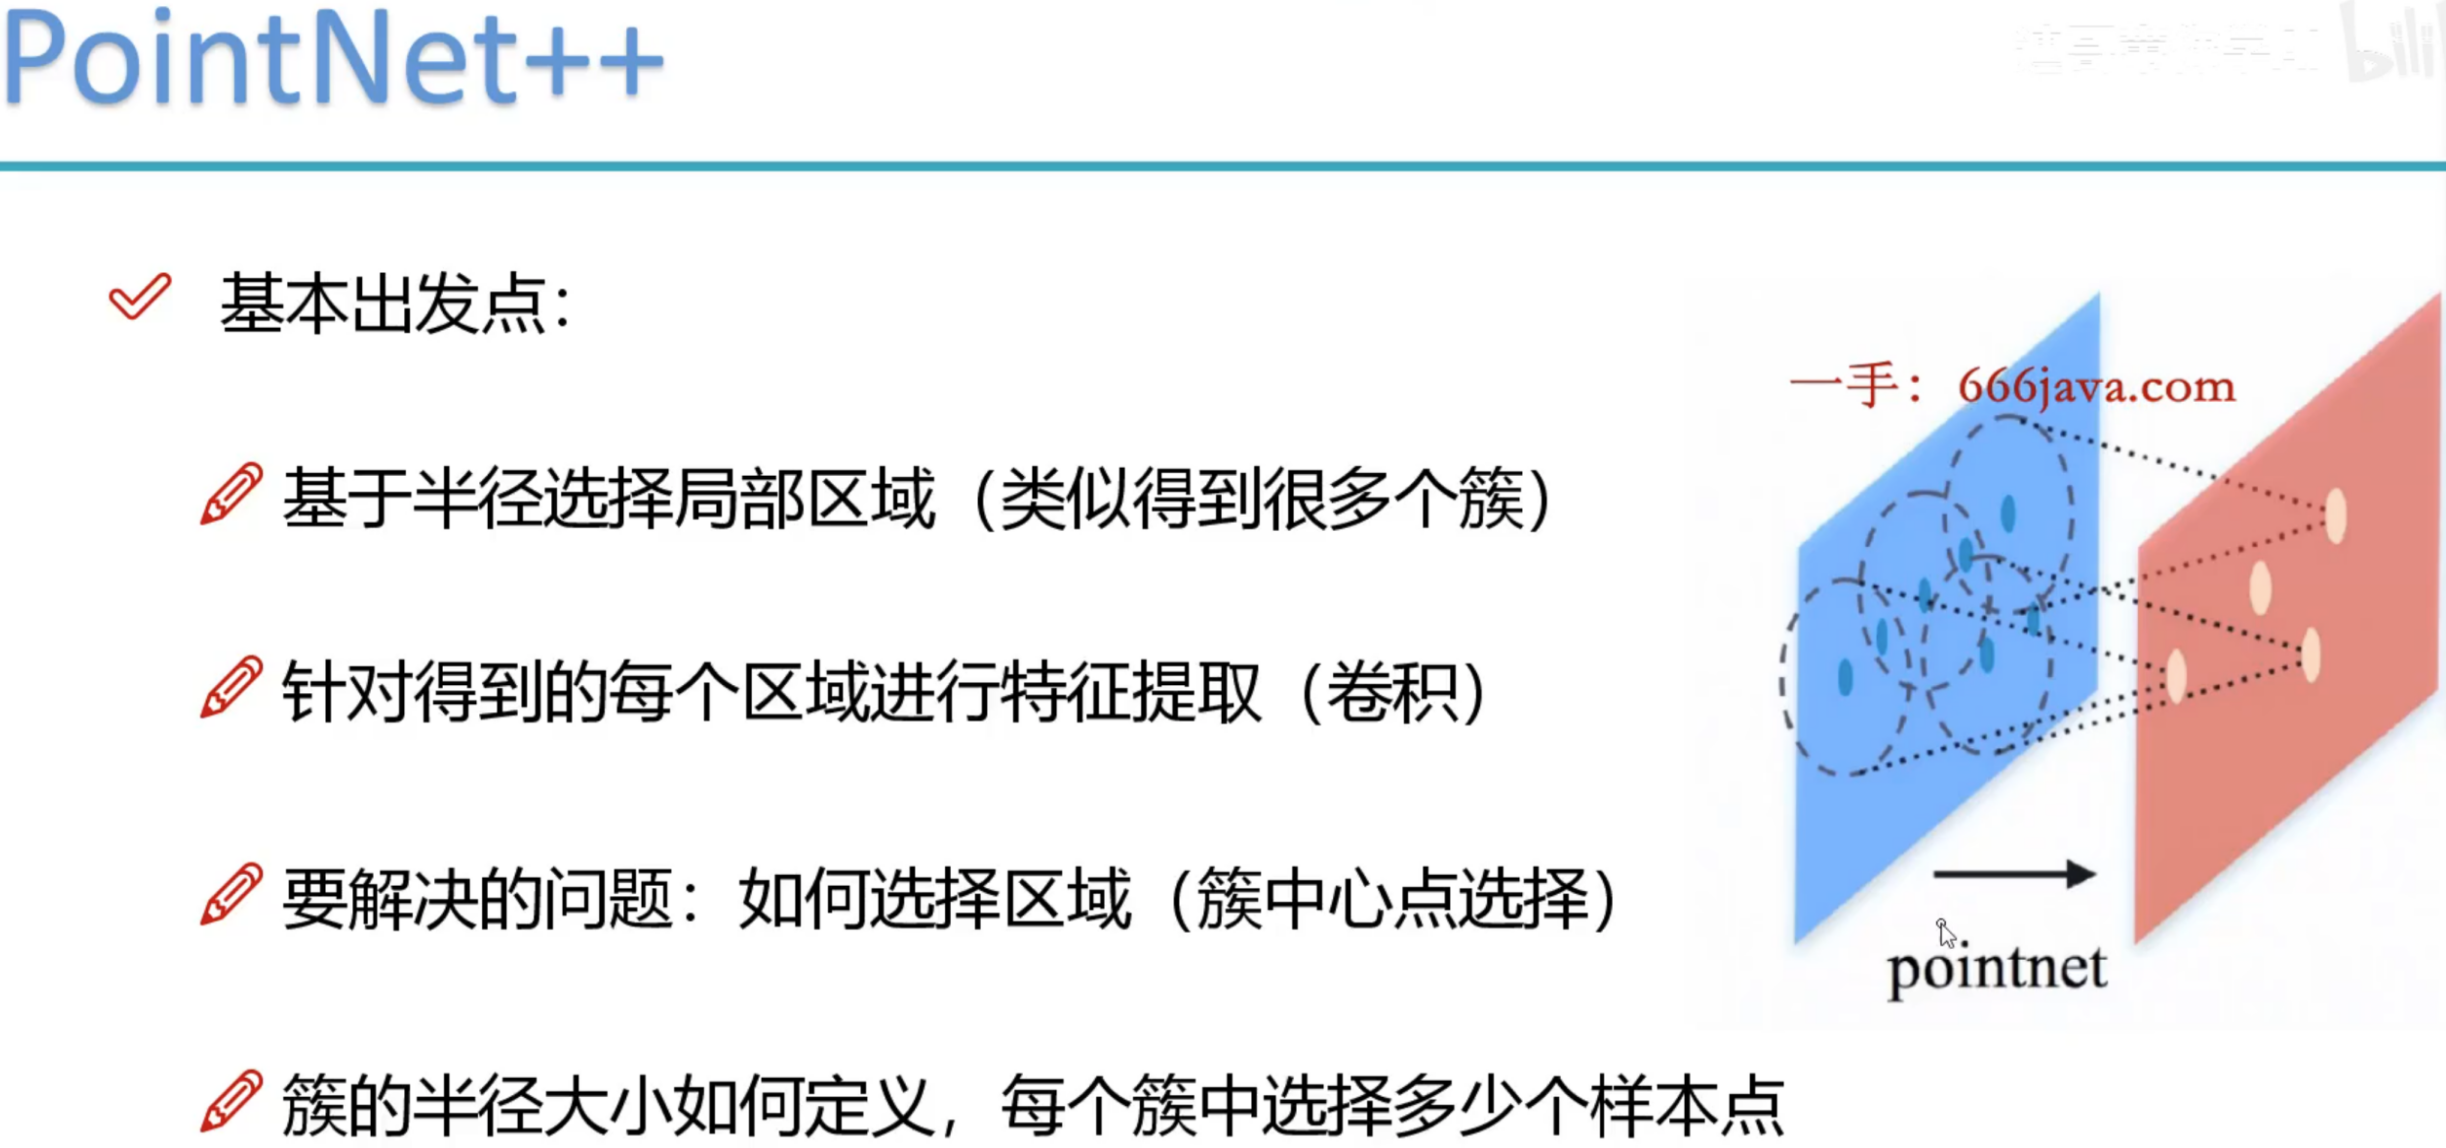 PointNet++
基本出发点：
一手：666java.com
基于半径选择局部区域（类似得到很多个簇）
针对得到的每个区域进行特征提取（卷积）
要解决的问题：如何选择区域（簇中心点选择）
pointnet
簇的半径大小如何定义，每个簇中选择多少个样本点